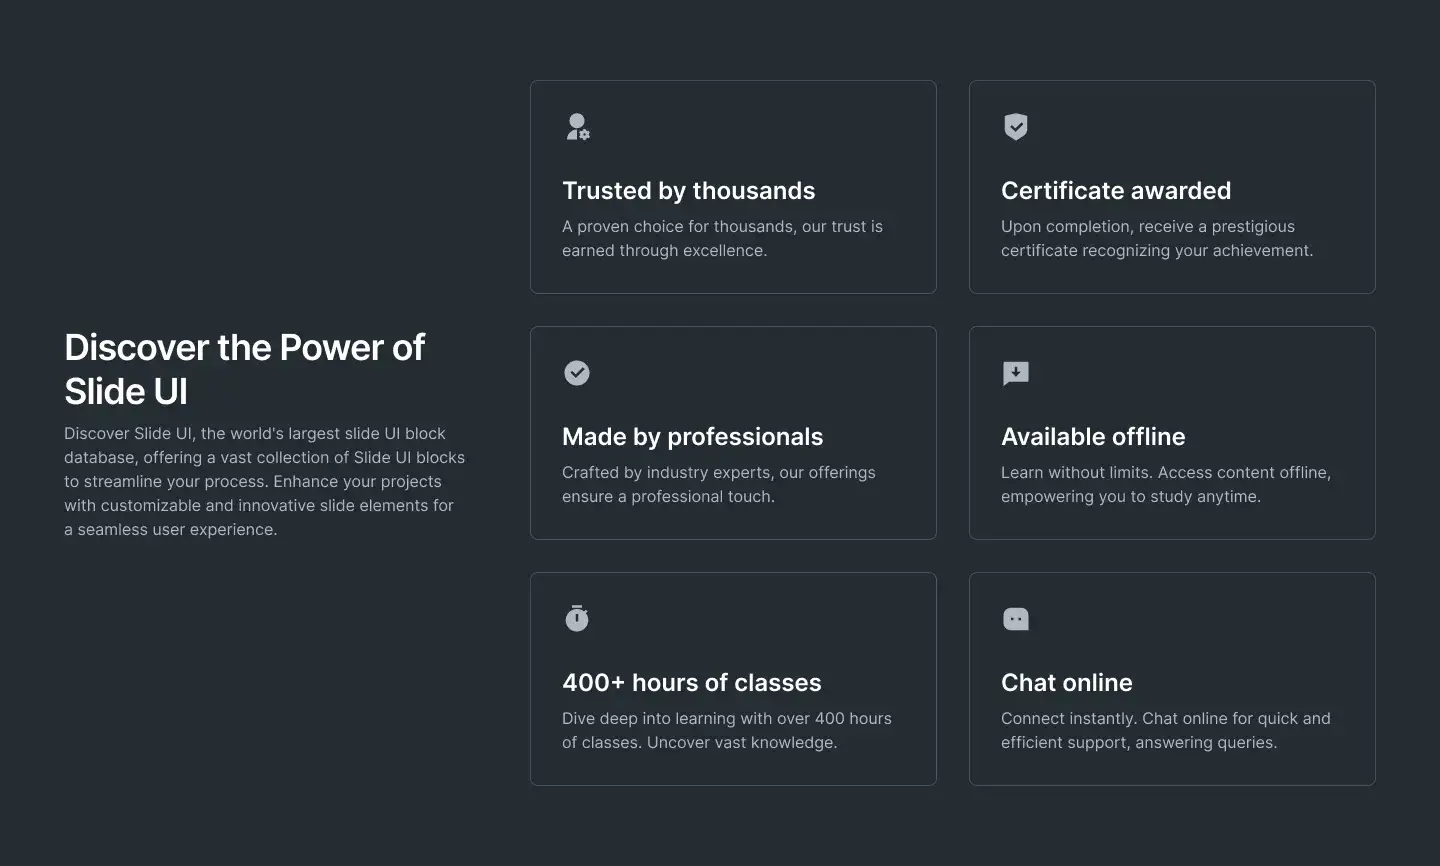 Discover the Power of
Slide UI
Discover Slide UI, the world's largest slide UI block
database, offering a vast collection of Slide UI blocks
to streamline your process. Enhance your projects
with customizable and innovative slide elements for
a seamless user experience.
Trusted by thousands
A proven choice for thousands, our trust is
earned through excellence.
Certificate awarded
Upon completion, receive a prestigious
certificate recognizing your achievement.
Made by professionals
Crafted by industry experts, our offerings
ensure a professional touch.
Available offline
Learn without limits. Access content offline,
empowering you to study anytime.
400+ hours of classes
Dive deep into learning with over 400 hours
of classes. Uncover vast knowledge.
Chat online
Connect instantly. Chat online for quick and
efficient support, answering queries.